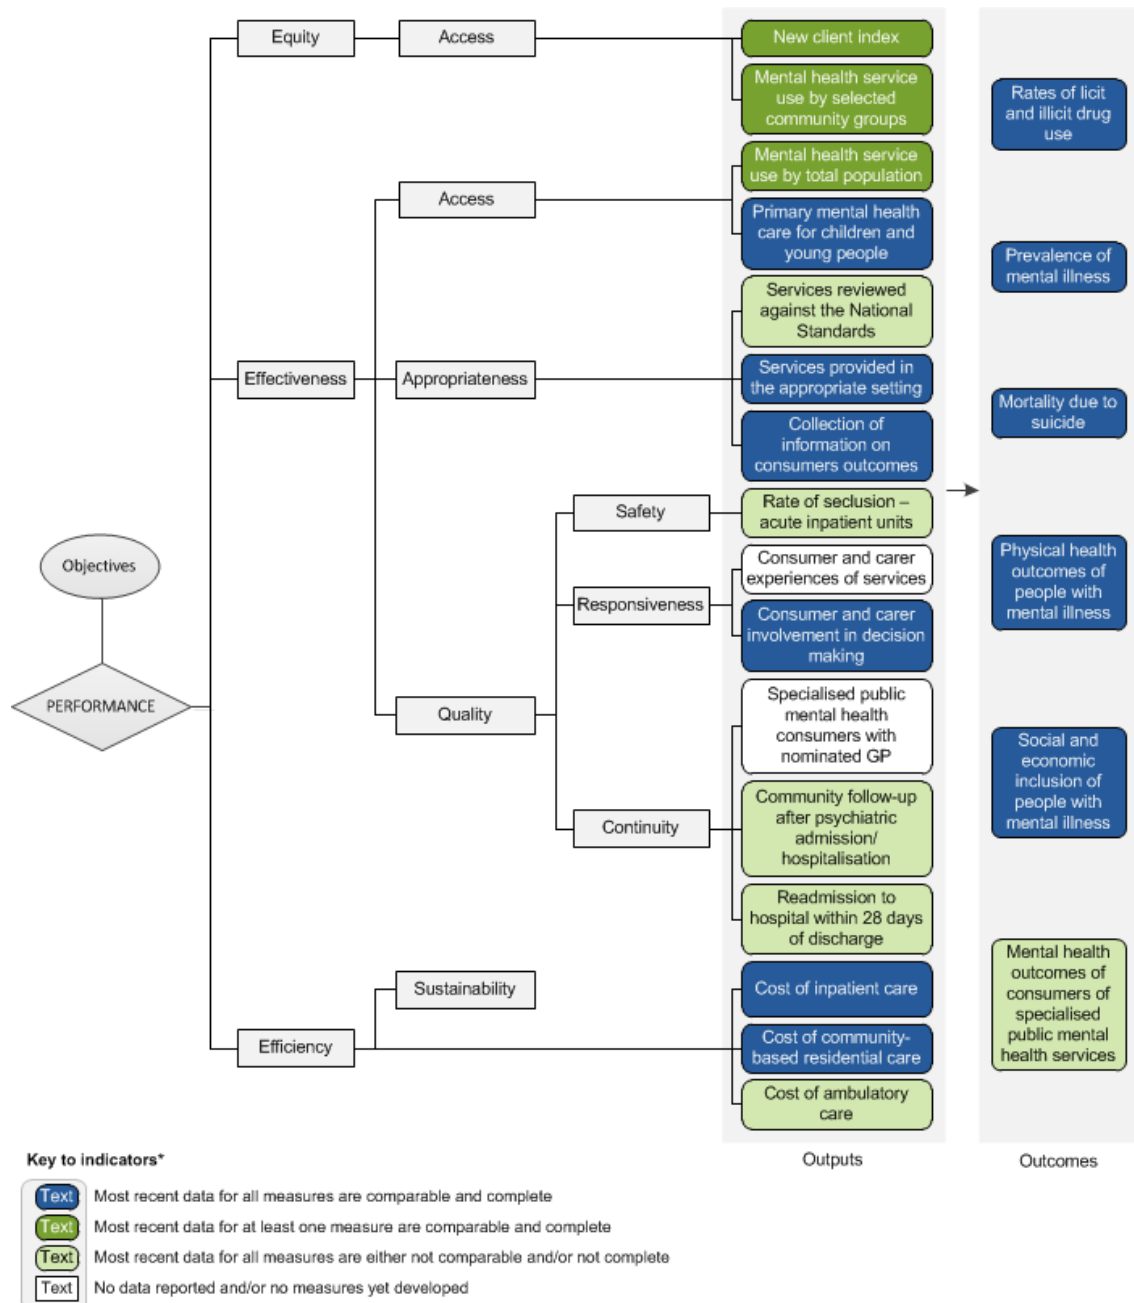 Equity
Access
New client index
Mental health service
use by selected
community groups
Rates of licit
and illicit drug
use
Mental health service
use by total population
Access
Primary mental health
care for children and
young people
Prevalence of
mental illness
Services reviewed
against the National
Standards
Effectiveness
Appropriateness
Services provided in
the appropriate setting
Mortality due to
suicide
Collection of
information on
consumers outcomes
Safety
Rate of seclusion –
acute inpatient units
Objectives
Consumer and carer
experiences of services
Physical health
outcomes of
people with
mental illness
Responsiveness
Consumer and carer
involvement in decision
making
PERFORMANCE
Quality
Specialised public
mental health
consumers with
nominated GP
Social and
economic
inclusion of
people with
mental illness
Continuity
Community follow-up
after psychiatric
admission/
hospitalisation
Readmission to
hospital within 28 days
of discharge
Mental health
outcomes of
consumers of
specialised
public mental
health services
Sustainability
Cost of inpatient care
Efficiency
Cost of community-
based residential care
Cost of ambulatory
care
Outputs
Outcomes
Key to indicators*
Text Most recent data for all measures are comparable and complete
Text Most recent data for at least one measure are comparable and complete
Text Most recent data for all measures are either not comparable and/or not complete
Text No data reported and/or no measures yet developed